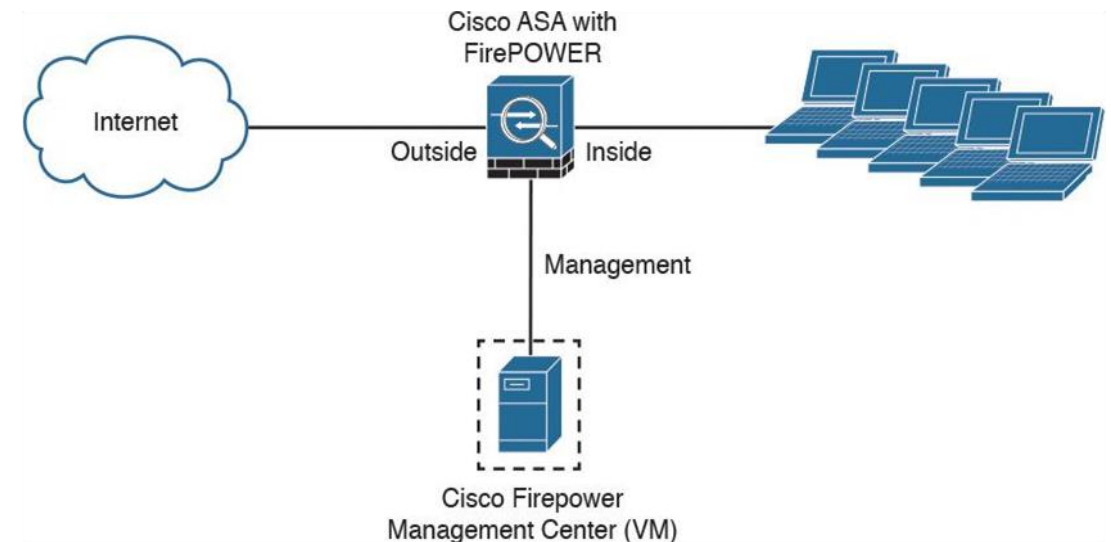 Cisco ASA with
FirePOWER
Internet
Outside
Inside
Management
Cisco Firepower
Management Center (VM)